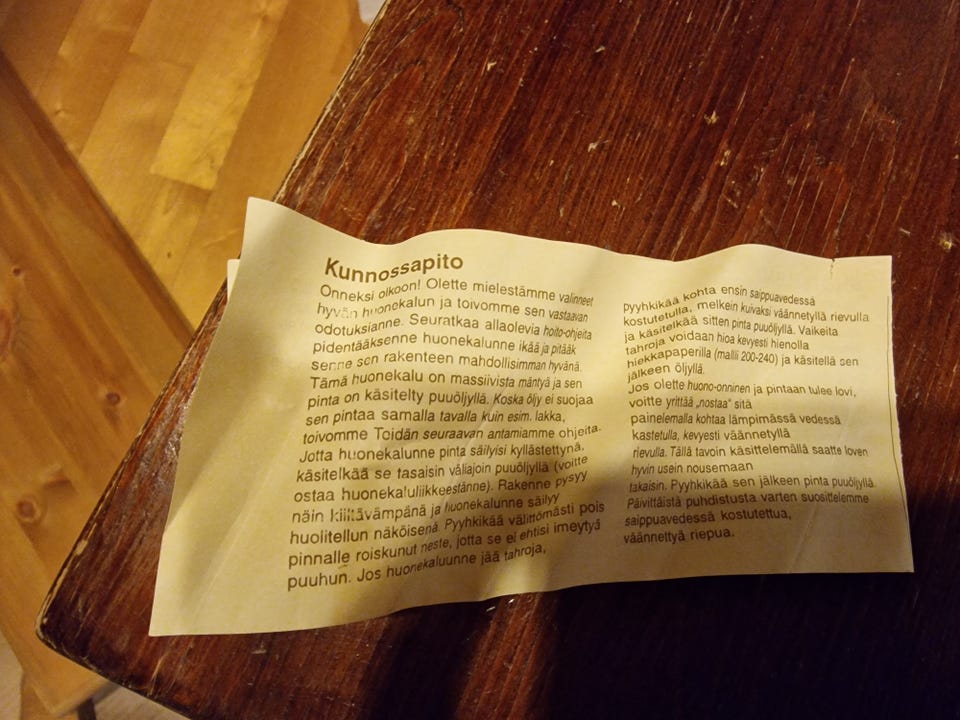 Kunnossapito
Onneksi olkoon! Olette mielestämme valinneet
hyvän huonekalun ja toivomme sen vastaavan
odotuksianne. Seuratkaa allaolevia hoito-ohjeita
pidentääksenne huonekalunne ikää ja pitääk
senne sen rakenteen mahdollisimman hyvänä.
Tämä huonekalu on massiivista mäntyä ja sen
pinta on käsitelty puuöljyllä. Koska öljy ei suojaa
sen pintaa samalla tavalla kuin esim. lakka,
toivomme Teidän seuraavan antamiamme ohjeita.
Jotta huonekalunne pinta säilyisi kyllästettynä,
käsitelkää se tasaisin väliajoin puuöljyllä (voitte
ostaa huonekaluliikkeestänne). Rakenne pysyy
näin kiiltävämpänä ja huonekalunne säilyy
huolitellun näköisenä. Pyyhkikää välittömästi pois
pinnalle roiskunut neste, jotta se ei ehtisi imeytyä
puuhun. Jos huonekaluunne jää tahroja,
pyyhkikää kohta ensin saippuavedessä
kostutetulla, melkein kuivaksi väännetyllä rievulla
ja käsitelkää sitten pinta puuöljyllä. Vaikeita
tahroja voidaan hioa kevyesti hienolla
hiekkapaperilla (mallii 200-240) ja käsitellä sen
jälkeen öljyllä.
Jos olette huono-onninen ja pintaan tulee lovi,
voitte yrittää „nostaa" sitä
painelemalla kohtaa lämpimässä vedessä
kastetulla, kevyesti väännetyllä
rievulla. Tällä tavoin käsittelemällä saatte loven
hyvin usein nousemaan
takaisin. Pyyhkikää sen jälkeen pinta puuöljyllä.
Päivittäistä puhdistusta varten suosittelemme
saippuavedessä kostutettua,
väännettyä riepua.